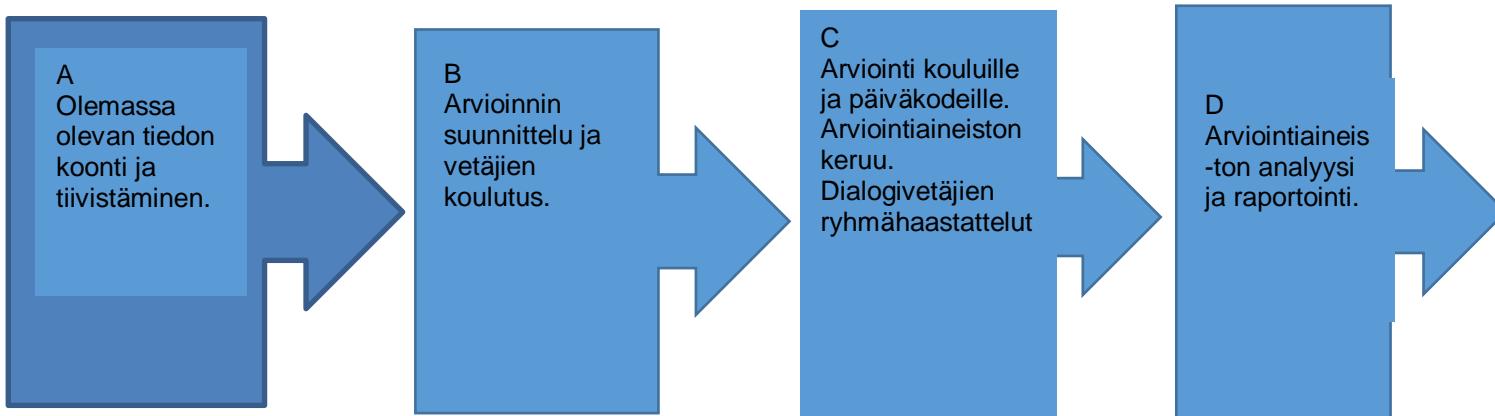 A
Olemassa
olevan tiedon
koonti ja
tiivistäminen.
B
Arvioinnin
suunnittelu ja
vetäjien
koulutus.
C
Arviointi kouluille
ja päiväkodeille.
Arviointiaineiston
keruu.
Dialogivetäjien
ryhmähaastattelut
D
Arviointiaineis
-ton analyysi
ja raportointi.